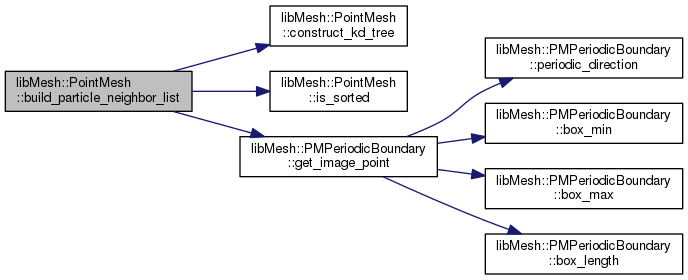 libMesh::PointMesh
::build_particle_neighbor_list
libMesh::PointMesh
::construct_kd_tree
libMesh::PointMesh
::is_sorted
libMesh::PMPeriodicBoundary
::get_image_point
libMesh::PMPeriodicBoundary
::periodic_direction
libMesh::PMPeriodicBoundary
::box_min
libMesh::PMPeriodicBoundary
::box_max
libMesh::PMPeriodicBoundary
::box_length